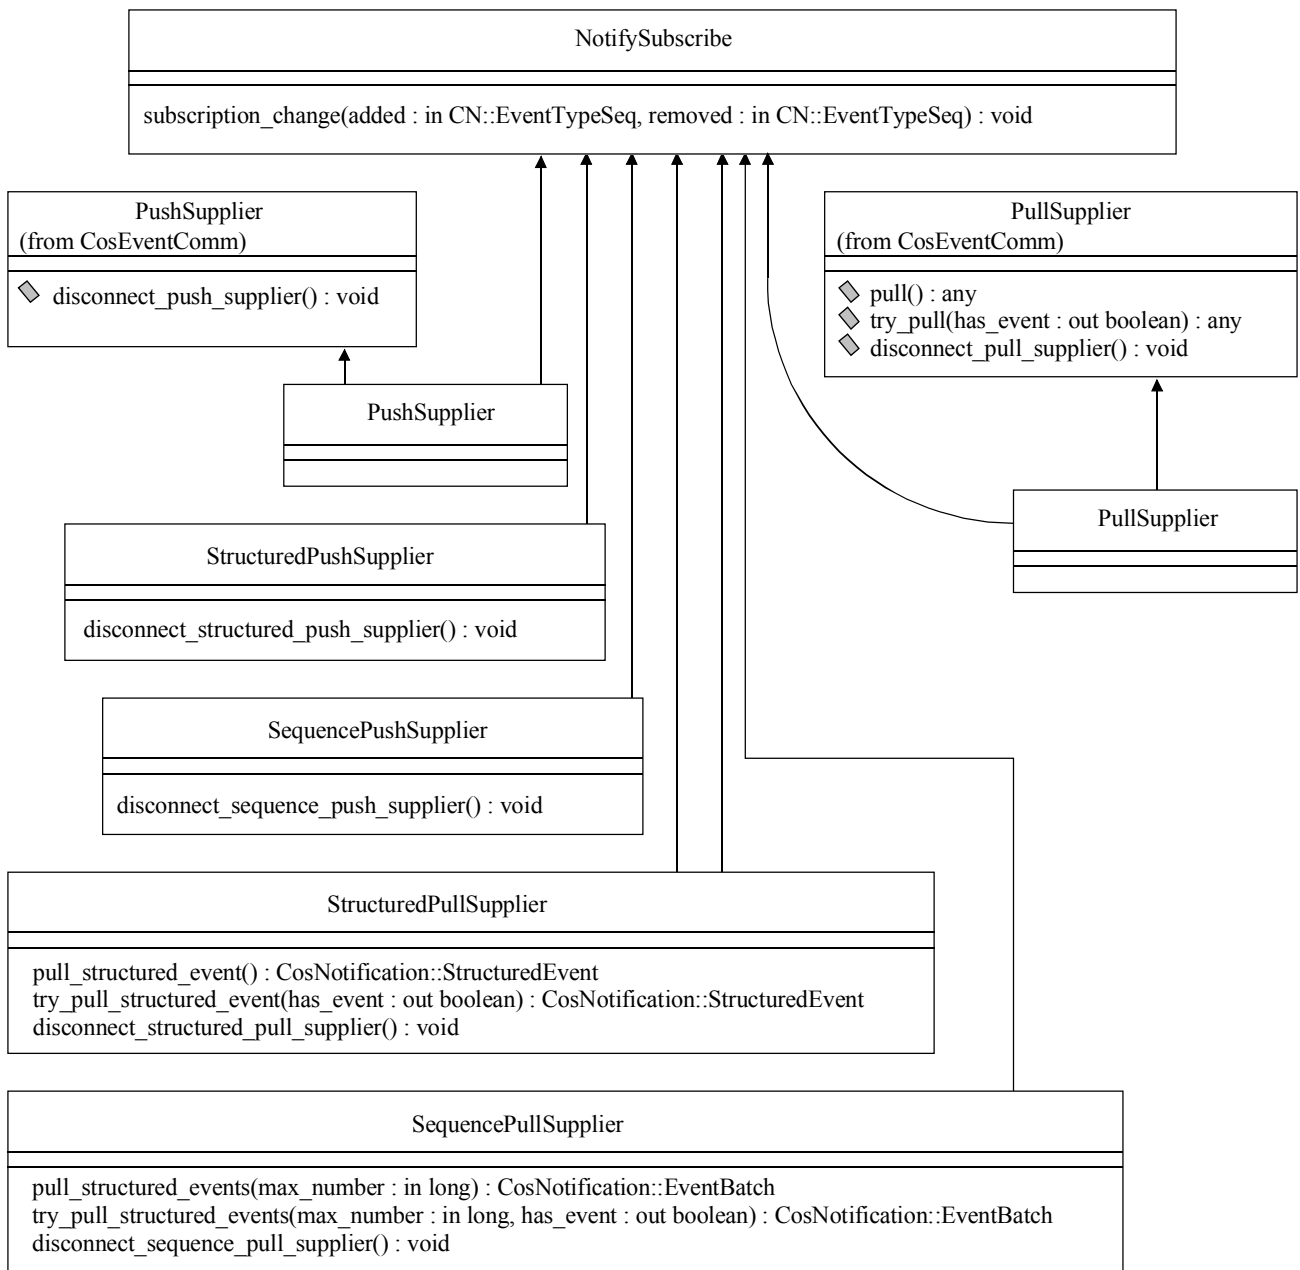 NotifySubscribe
subscription_change(added : in CN::EventTypeSeq, removed : in CN::EventTypeSeq) : void
PushSupplier
(from CosEventComm)
disconnect_push_supplier() : void
PullSupplier
(from CosEventComm)
pull() : any
try_pull(has_event : out boolean) : any
disconnect_pull_supplier() : void
PushSupplier
PullSupplier
StructuredPushSupplier
disconnect_structured_push_supplier() : void
SequencePushSupplier
disconnect_sequence_push_supplier() : void
StructuredPullSupplier
pull_structured_event() : CosNotification::StructuredEvent
try_pull_structured_event(has_event : out boolean) : CosNotification::StructuredEvent
disconnect_structured_pull_supplier() : void
SequencePullSupplier
pull_structured_events(max_number : in long) : CosNotification::EventBatch
try_pull_structured_events(max_number : in long, has_event : out boolean) : CosNotification::EventBatch
disconnect_sequence_pull_supplier() : void